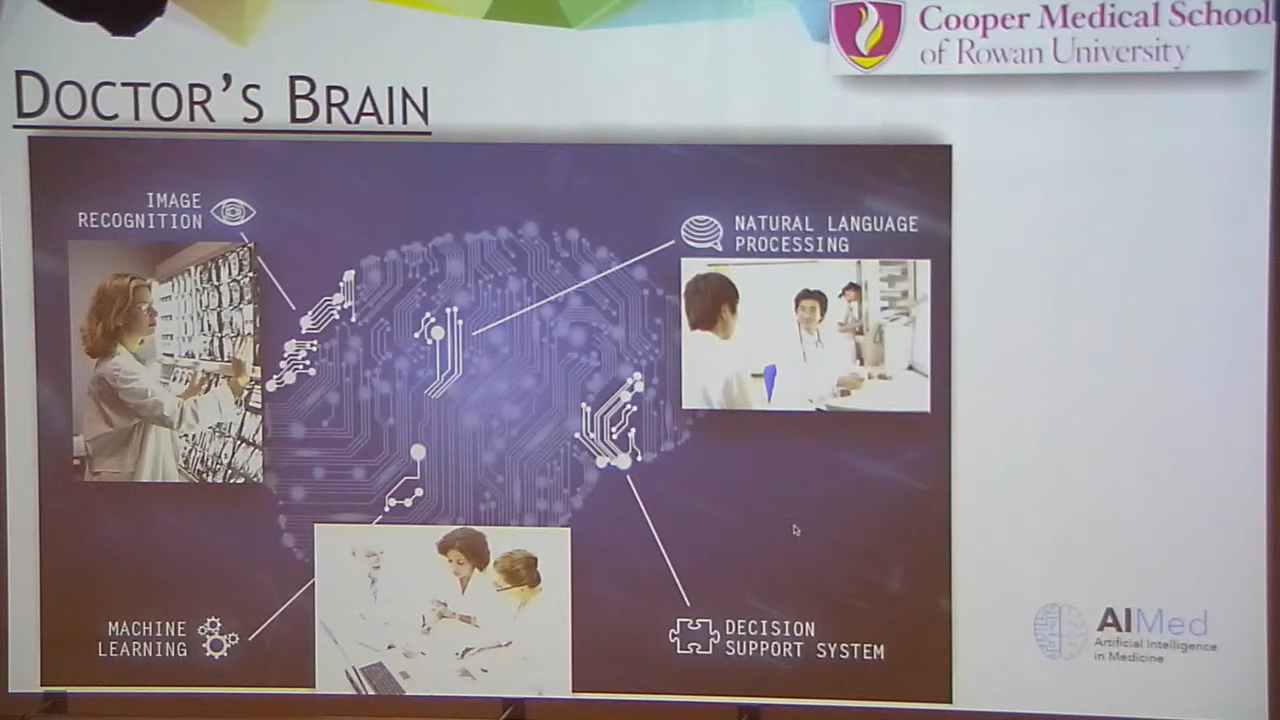 Cooper Medical School
of Rowan University
DOCTOR'S BRAIN
IMAGE
RECOGNITION
NATURAL LANGUAGE
PROCESSING
MACHINE
LEARNING
DECISION
SUPPORT SYSTEM
AIMed
Artificial Intelligence
in Medicine